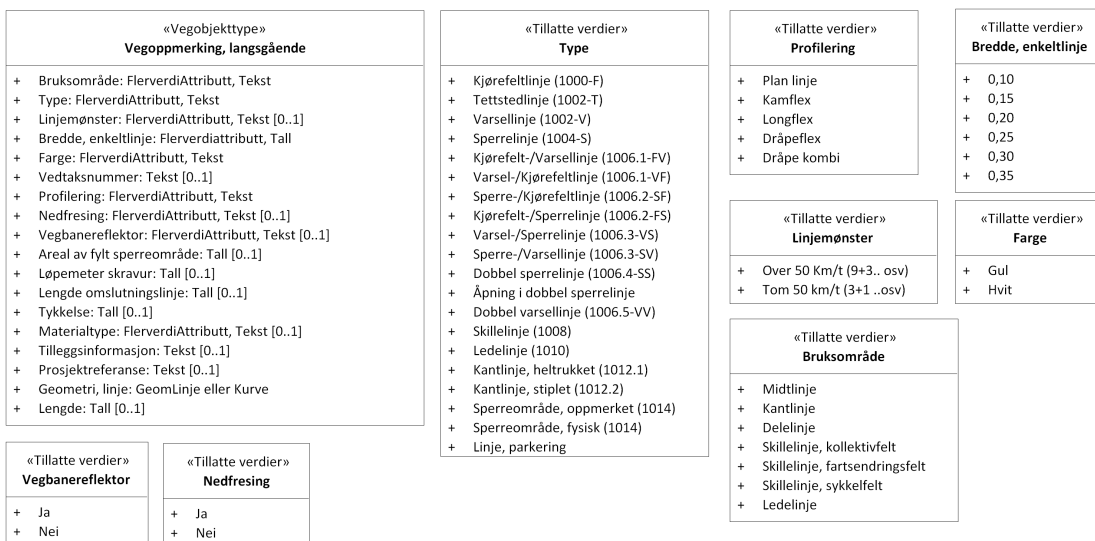 «Vegobjekttype»
Vegoppmerking, langsgående
+ Bruksområde: FlerverdiAttributt, Tekst
+ Type: FlerverdiAttributt, Tekst
+ Linjemønster: FlerverdiAttributt, Tekst [0..1]
+ Bredde, enkeltlinje: Flerverdiattributt, Tall
+ Farge: FlerverdiAttributt, Tekst
+ Vedtaksnummer: Tekst [0..1]
+ Profilering: FlerverdiAttributt, Tekst
+ Nedfresing: FlerverdiAttributt, Tekst [0..1]
+ Vegbanereflektor: FlerverdiAttributt, Tekst [0..1]
+ Areal av fylt sperreområde: Tall [0..1]
+ Løpemeter skravur: Tall [0..1]
+ Lengde omslutningslinje: Tall [0..1]
+ Tykkelse: Tall [0..1]
+ Materialtype: FlerverdiAttributt, Tekst [0..1]
+ Tilleggsinformasjon: Tekst [0..1]
+ Prosjektreferanse: Tekst [0..1]
+ Geometri, linje: GeomLinje eller Kurve
+ Lengde: Tall [0..1]
«Tillatte verdier»
Type
+ Kjørefeltlinje (1000-F)
+ Tettstedlinje (1002-T)
+ Varsellinje (1002-V)
+ Sperrelinje (1004-S)
+ Kjørefelt-/Varsellinje (1006.1-FV)
+ Varsel-/Kjørefeltlinje (1006.1-VF)
+ Sperre-/Kjørefeltlinje (1006.2-SF)
+ Kjørefelt-/Sperrelinje (1006.2-FS)
+ Varsel-/Sperrelinje (1006.3-VS)
+ Sperre-/Varsellinje (1006.3-SV)
+ Dobbel sperrelinje (1006.4-SS)
+ Åpning i dobbel sperrelinje
+ Dobbel varsellinje (1006.5-VV)
+ Skillelinje (1008)
+ Ledelinje (1010)
+ Kantlinje, heltrukket (1012.1)
+ Kantlinje, stiplet (1012.2)
+ Sperreområde, oppmerket (1014)
+ Sperreområde, fysisk (1014)
+ Linje, parkering
«Tillatte verdier»
Profilering
+ Plan linje
+ Kamflex
+ Longflex
+ Dråpeflex
+ Dråpe kombi
«Tillatte verdier»
Bredde, enkeltlinje
+ 0,10
+ 0,15
+ 0,20
+ 0,25
+ 0,30
+ 0,35
«Tillatte verdier»
Linjemønster
+ Over 50 Km/t (9+3.. osv)
+ Tom 50 km/t (3+1 ..osv)
«Tillatte verdier»
Farge
+ Gul
+ Hvit
«Tillatte verdier»
Bruksområde
+ Midtlinje
+ Kantlinje
+ Delelinje
+ Skillelinje, kollektivfelt
+ Skillelinje, fartsendringsfelt
+ Skillelinje, sykkelfelt
+ Ledelinje
«Tillatte verdier»
Vegbanereflektor
+ Ja
+ Nei
«Tillatte verdier»
Nedfresing
+ Ja
+ Nei